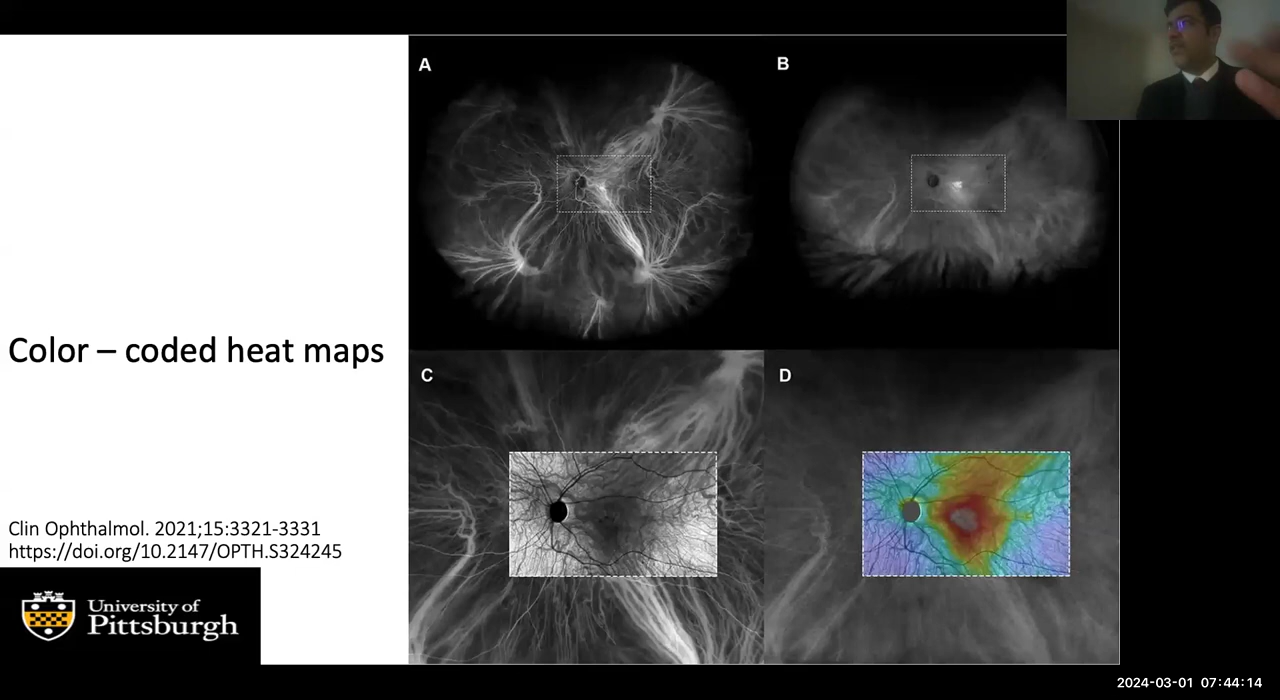 A
B
C
D
Color – coded heat maps
Clin Ophthalmol. 2021;15:3321-3331
https://doi.org/10.2147/OPTH.S324245
University of
Pittsburgh
2024-03-01 07:44:14